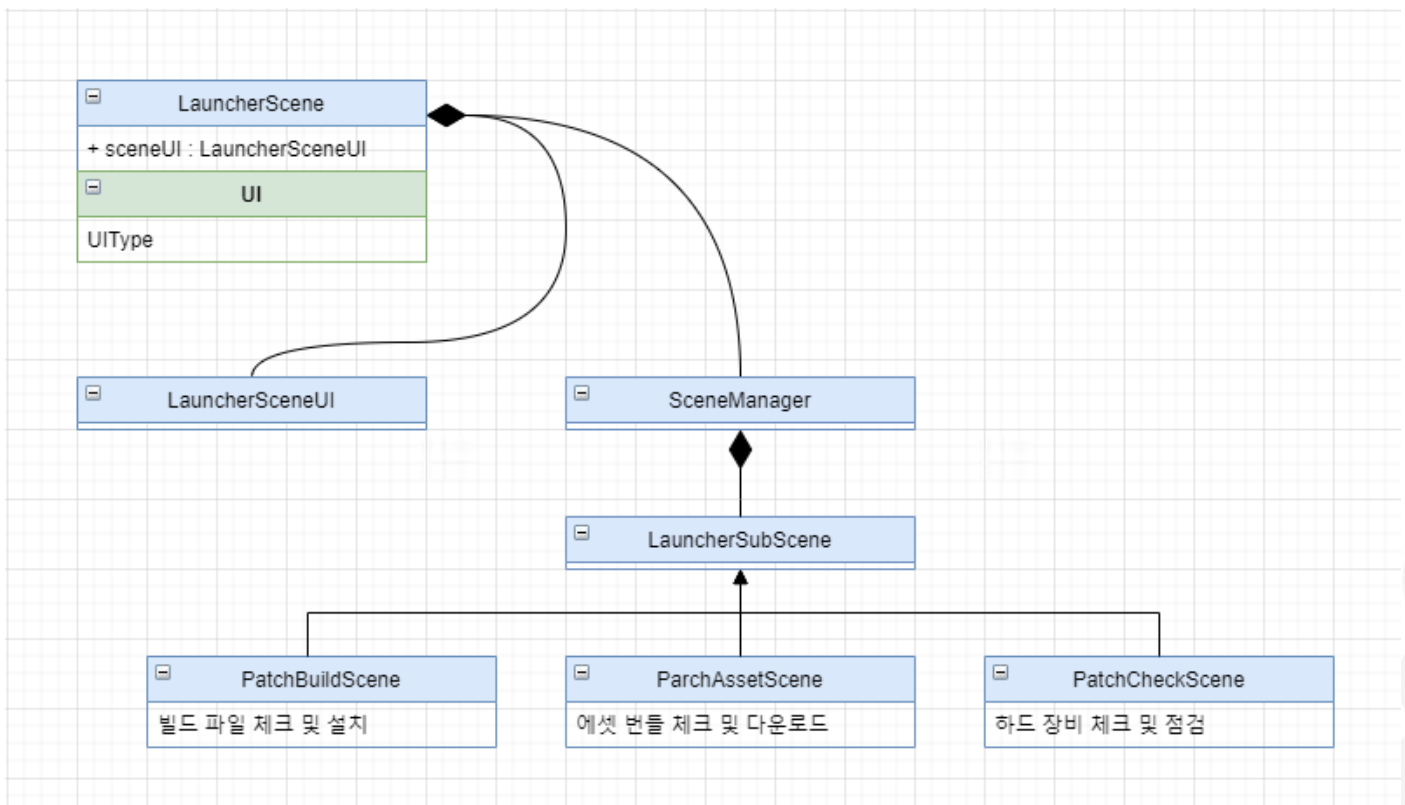 LauncherScene
+ sceneUI : LauncherSceneUI
UI
UIType
LauncherSceneUI
SceneManager
LauncherSubScene
PatchBuildScene
빌드 파일 체크 및 설치
ParchAssetScene
에셋 번들 체크 및 다운로드
PatchCheckScene
하드 장비 체크 및 점검